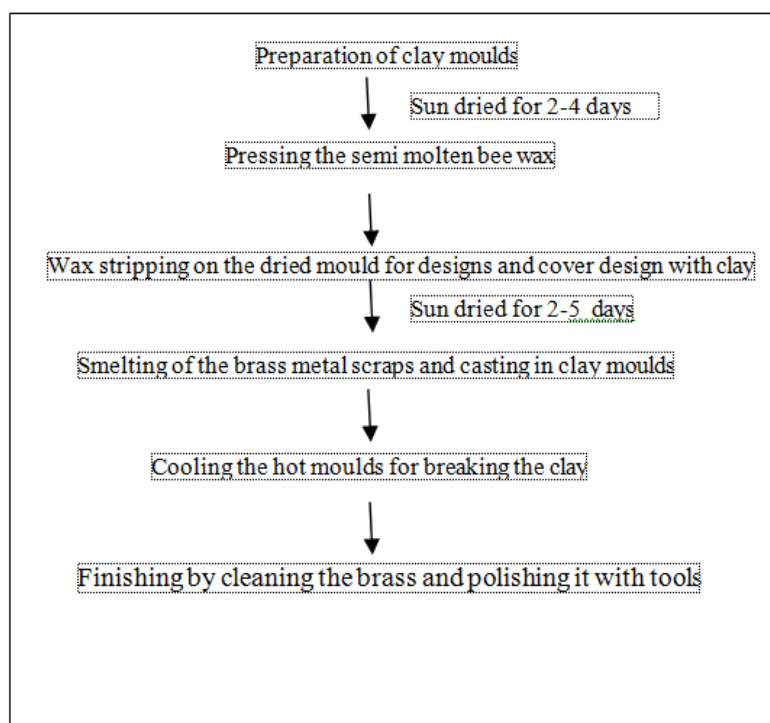 Preparation of clay moulds
Sun dried for 2-4 days
Pressing the semi molten bee wax
Wax stripping on the dried mould for designs and cover design with clay
Sun dried for 2-5 days
Smelting of the brass metal scraps and casting in clay moulds
Cooling the hot moulds for breaking the clay
Finishing by cleaning the brass and polishing it with tools